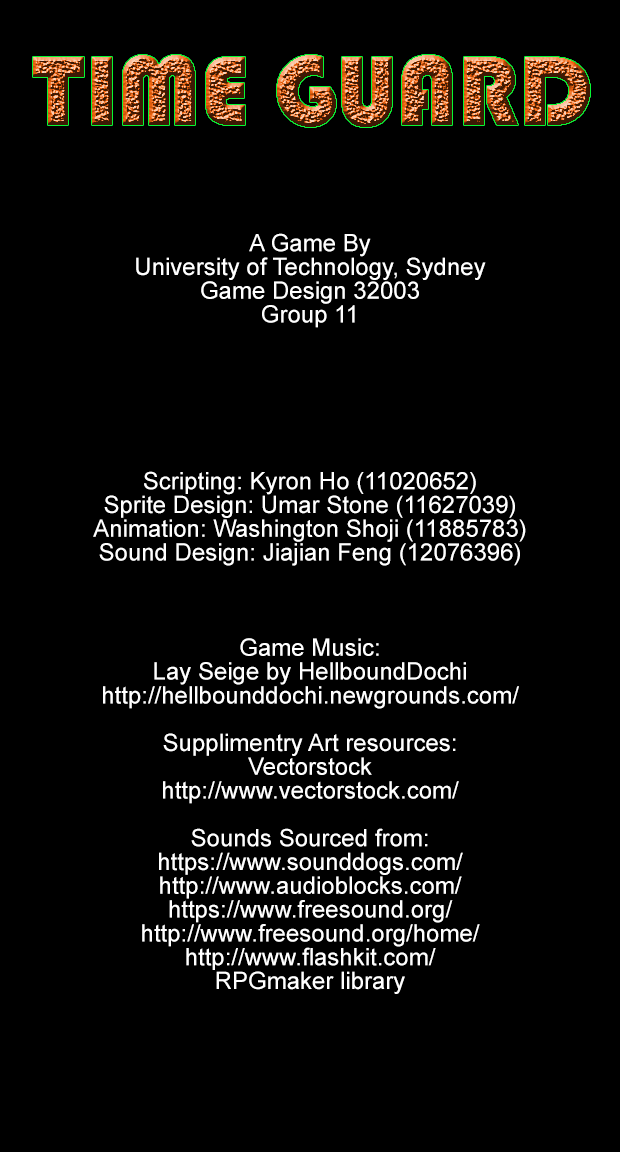 TIME GUARD
A Game By
University of Technology, Sydney
Game Design 32003
Group 11
Scripting: Kyron Ho (11020652)
Sprite Design: Umar Stone (11627039)
Animation: Washington Shoji (11885783)
Sound Design: Jiajian Feng (12076396)
Game Music:
Lay Seige by HellboundDochi
http://hellbounddochi.newgrounds.com/
Supplimentry Art resources:
Vectorstock
http://www.vectorstock.com/
Sounds Sourced from:
https://www.sounddogs.com/
http://www.audioblocks.com/
https://www.freesound.org/
http://www.freesound.org/home/
http://www.flashkit.com/
RPGmaker library